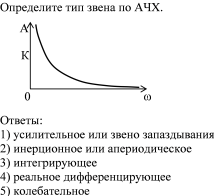 Определите тип звена по АЧХ.
A
K
0
ω
Ответы:
1) усилительное или звено запаздывания
2) инерционное или апериодическое
3) интегрирующее
4) реальное дифференцирующее
5) колебательное